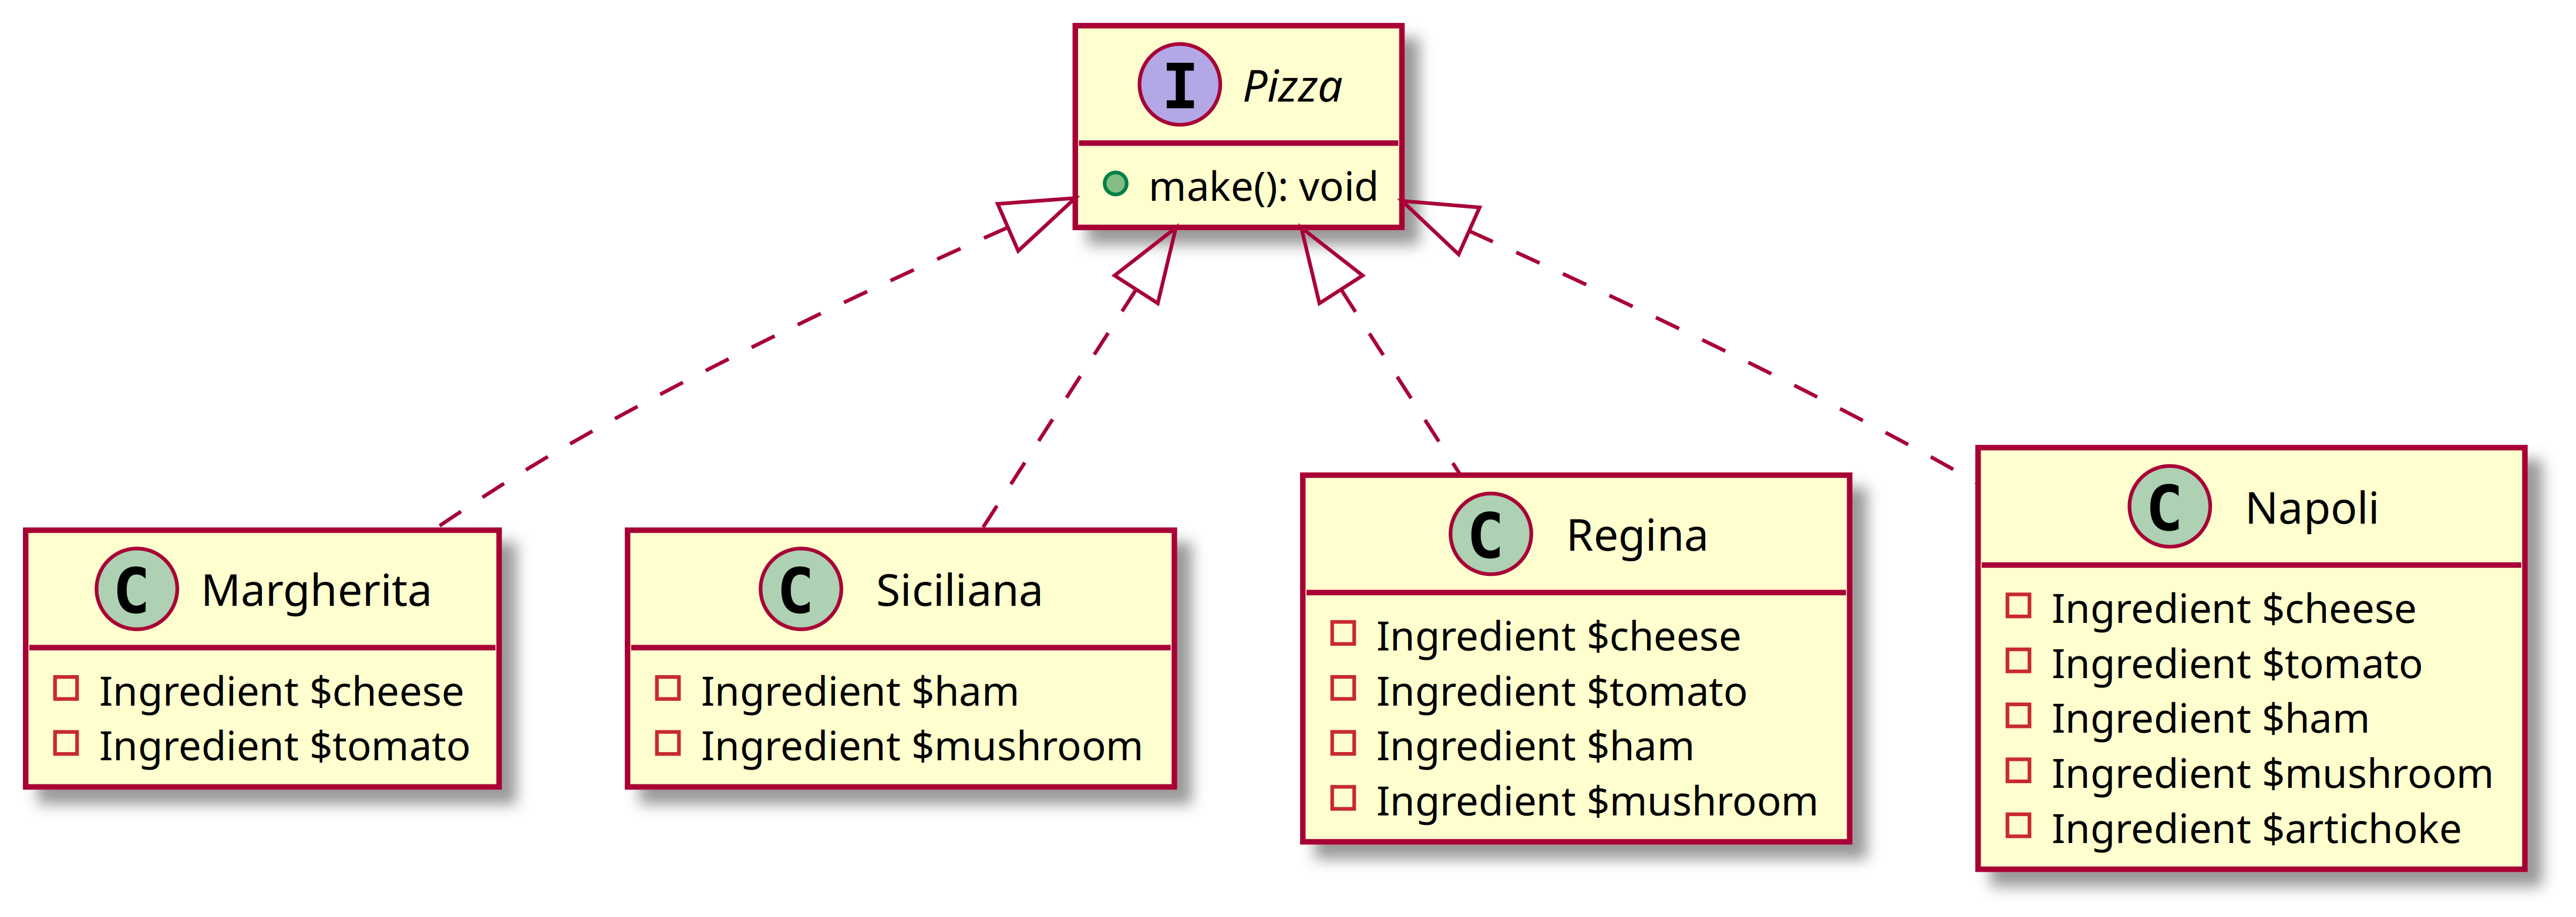 I Pizza
make(): void
C Margherita
Ingredient $cheese
Ingredient $tomato
C Siciliana
Ingredient $ham
Ingredient $mushroom
C Regina
Ingredient $cheese
Ingredient $tomato
Ingredient $ham
Ingredient $mushroom
C Napoli
Ingredient $cheese
Ingredient $tomato
Ingredient $ham
Ingredient $mushroom
Ingredient $artichoke